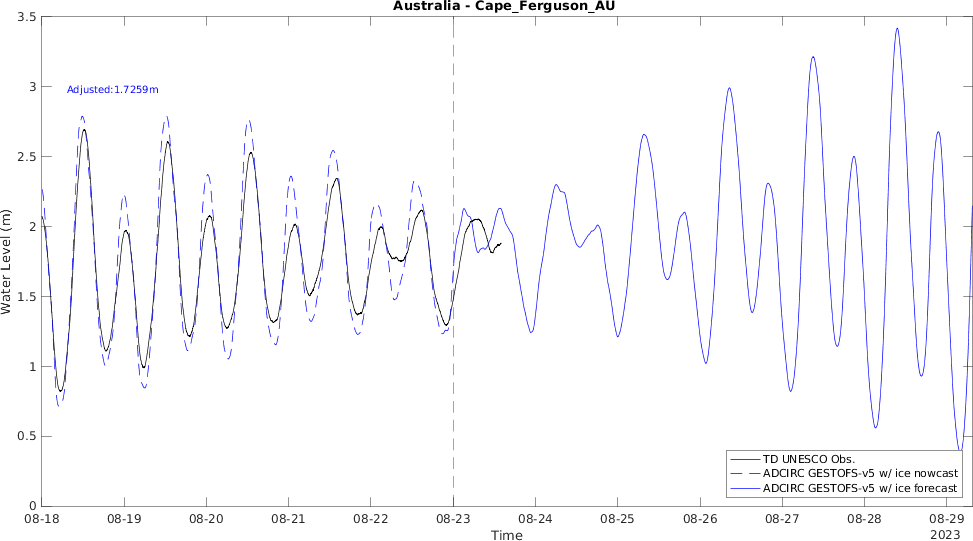 Australia - Cape_Ferguson_AU
3.5
3
2.5
2
1.5
1
0.5
0
Water Level (m)
Adjusted:1.7259m
TD UNESCO Obs.
ADCIRC GESTOFS-v5 w/ ice nowcast
ADCIRC GESTOFS-v5 w/ ice forecast
08-18 08-19 08-20 08-21 08-22 08-23 08-24 08-25 08-26 08-27 08-28 08-29
2023
Time